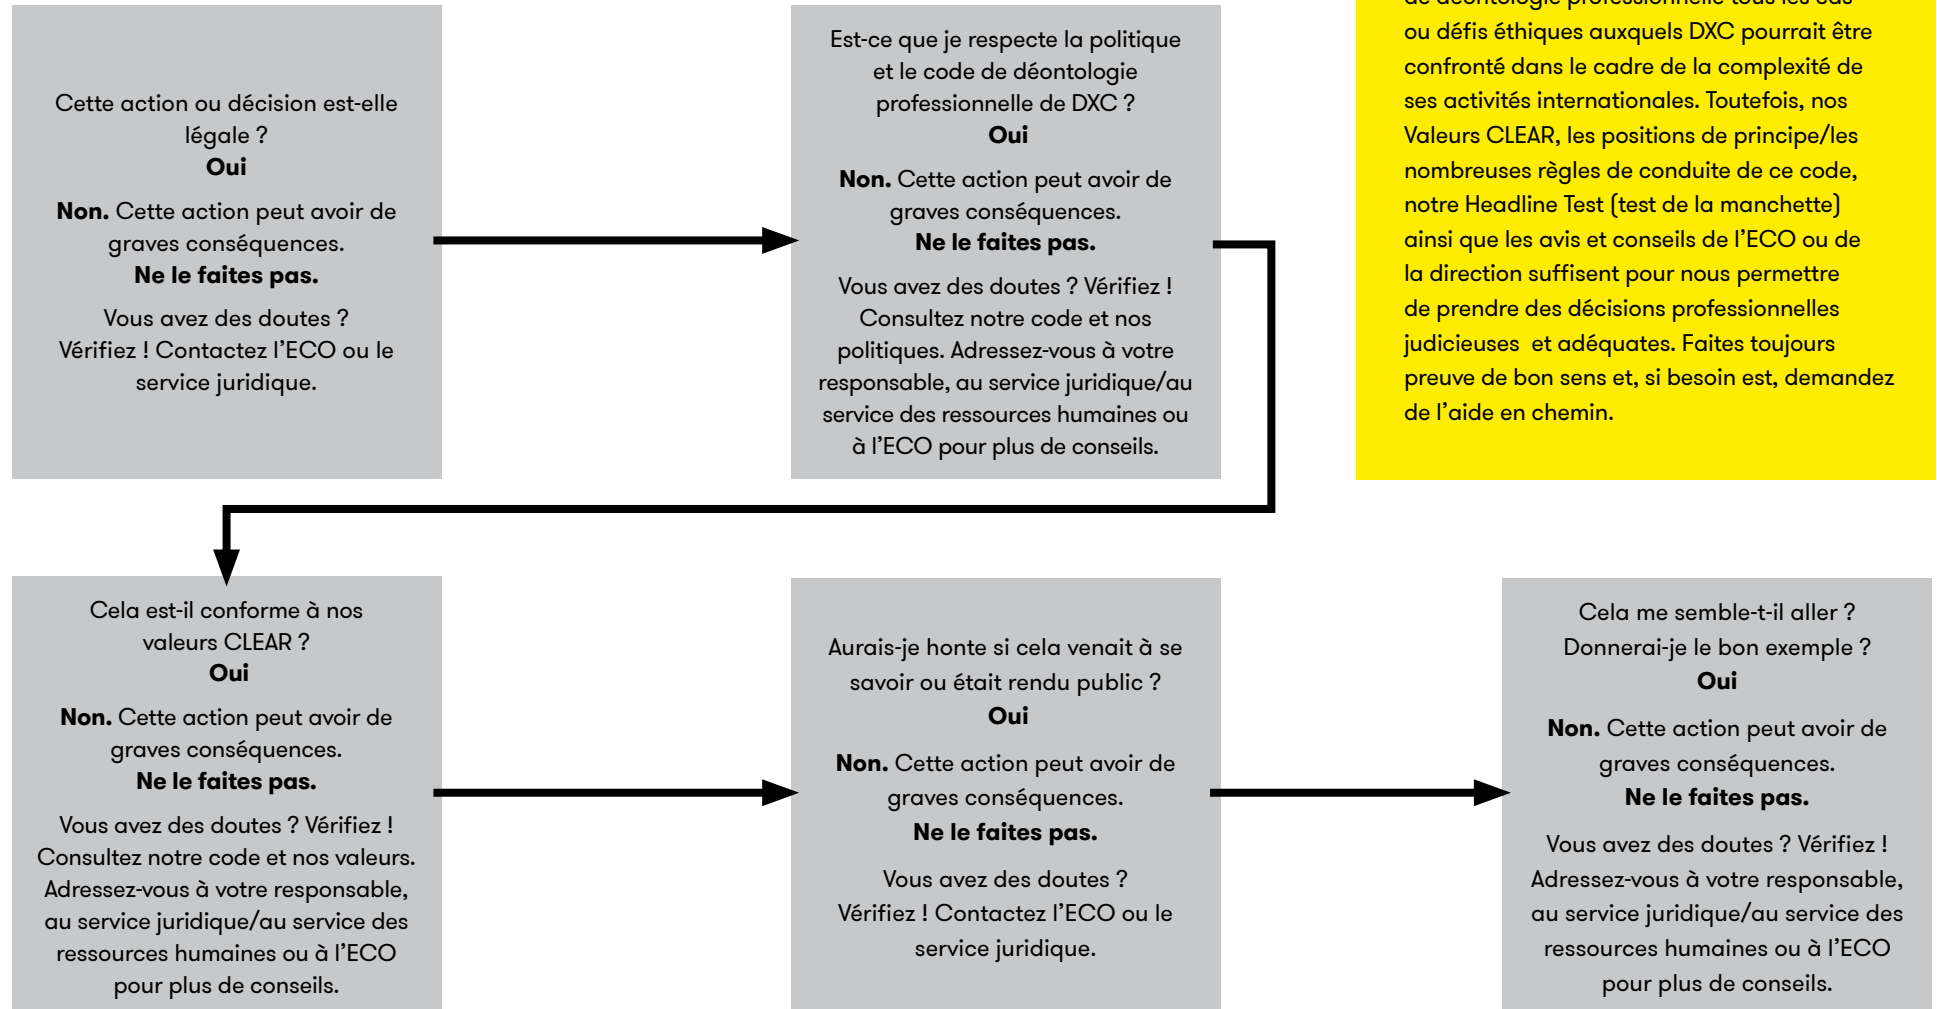 Cette action ou décision est-elle
légale ?
Oui
Non. Cette action peut avoir de
graves conséquences.
Ne le faites pas.
Vous avez des doutes ?
Vérifiez ! Contactez l’ECO ou le
service juridique.
Est-ce que je respecte la politique
et le code de déontologie
professionnelle de DXC ?
Oui
Non. Cette action peut avoir de
graves conséquences.
Ne le faites pas.
Vous avez des doutes ? Vérifiez !
Consultez notre code et nos
politiques. Adressez-vous à votre
responsable, au service juridique/au
service des ressources humaines ou
à l’ECO pour plus de conseils.
de déontologie professionnelle tous les cas
ou défis éthiques auxquels DXC pourrait être
confronté dans le cadre de la complexité de
ses activités internationales. Toutefois, nos
Valeurs CLEAR, les positions de principe/les
nombreuses règles de conduite de ce code,
notre Headline Test (test de la manchette)
ainsi que les avis et conseils de l’ECO ou de
la direction suffisent pour nous permettre
de prendre des décisions professionnelles
judicieuses et adéquates. Faites toujours
preuve de bon sens et, si besoin est, demandez
de l’aide en chemin.
Cela est-il conforme à nos
valeurs CLEAR ?
Oui
Non. Cette action peut avoir de
graves conséquences.
Ne le faites pas.
Vous avez des doutes ? Vérifiez !
Consultez notre code et nos valeurs.
Adressez-vous à votre responsable,
au service juridique/au service des
ressources humaines ou à l’ECO
pour plus de conseils.
Aurais-je honte si cela venait à se
savoir ou était rendu public ?
Oui
Non. Cette action peut avoir de
graves conséquences.
Ne le faites pas.
Vous avez des doutes ?
Vérifiez ! Contactez l’ECO ou le
service juridique.
Cela me semble-t-il aller ?
Donnerai-je le bon exemple ?
Oui
Non. Cette action peut avoir de
graves conséquences.
Ne le faites pas.
Vous avez des doutes ? Vérifiez !
Adressez-vous à votre responsable,
au service juridique/au service des
ressources humaines ou à l’ECO
pour plus de conseils.